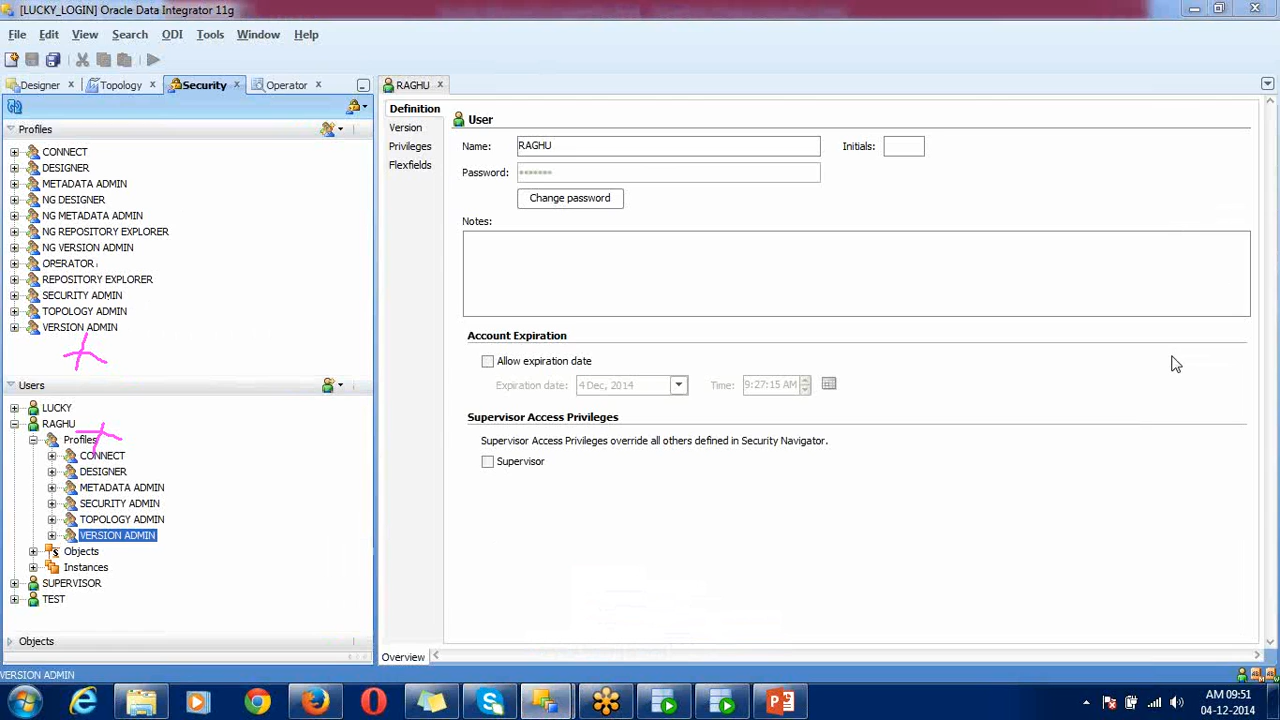 [LUCKY_LOGIN] Oracle Data Integrator 11g
File Edit View Search ODI Tools Window Help
Designer Topology Security Operator
RAGHU
Profiles
CONNECT
DESIGNER
METADATA ADMIN
NG DESIGNER
NG METADATA ADMIN
NG REPOSITORY EXPLORER
NG VERSION ADMIN
OPERATOR
REPOSITORY EXPLORER
SECURITY ADMIN
TOPOLOGY ADMIN
VERSION ADMIN
Users
LUCKY
RAGHU
Profiles
CONNECT
DESIGNER
METADATA ADMIN
SECURITY ADMIN
TOPOLOGY ADMIN
VERSION ADMIN
Objects
Instances
SUPERVISOR
TEST
Objects
Definition
Version
Privileges
Flexfields
User
Name: RAGHU Initials:
Password: *******
Change password
Notes:
Account Expiration
Allow expiration date
Expiration date: 4 Dec, 2014 Time: 9:27:15 AM
Supervisor Access Privileges
Supervisor Access Privileges override all others defined in Security Navigator.
Supervisor
Overview
VERSION ADMIN
AM 09:51
04-12-2014